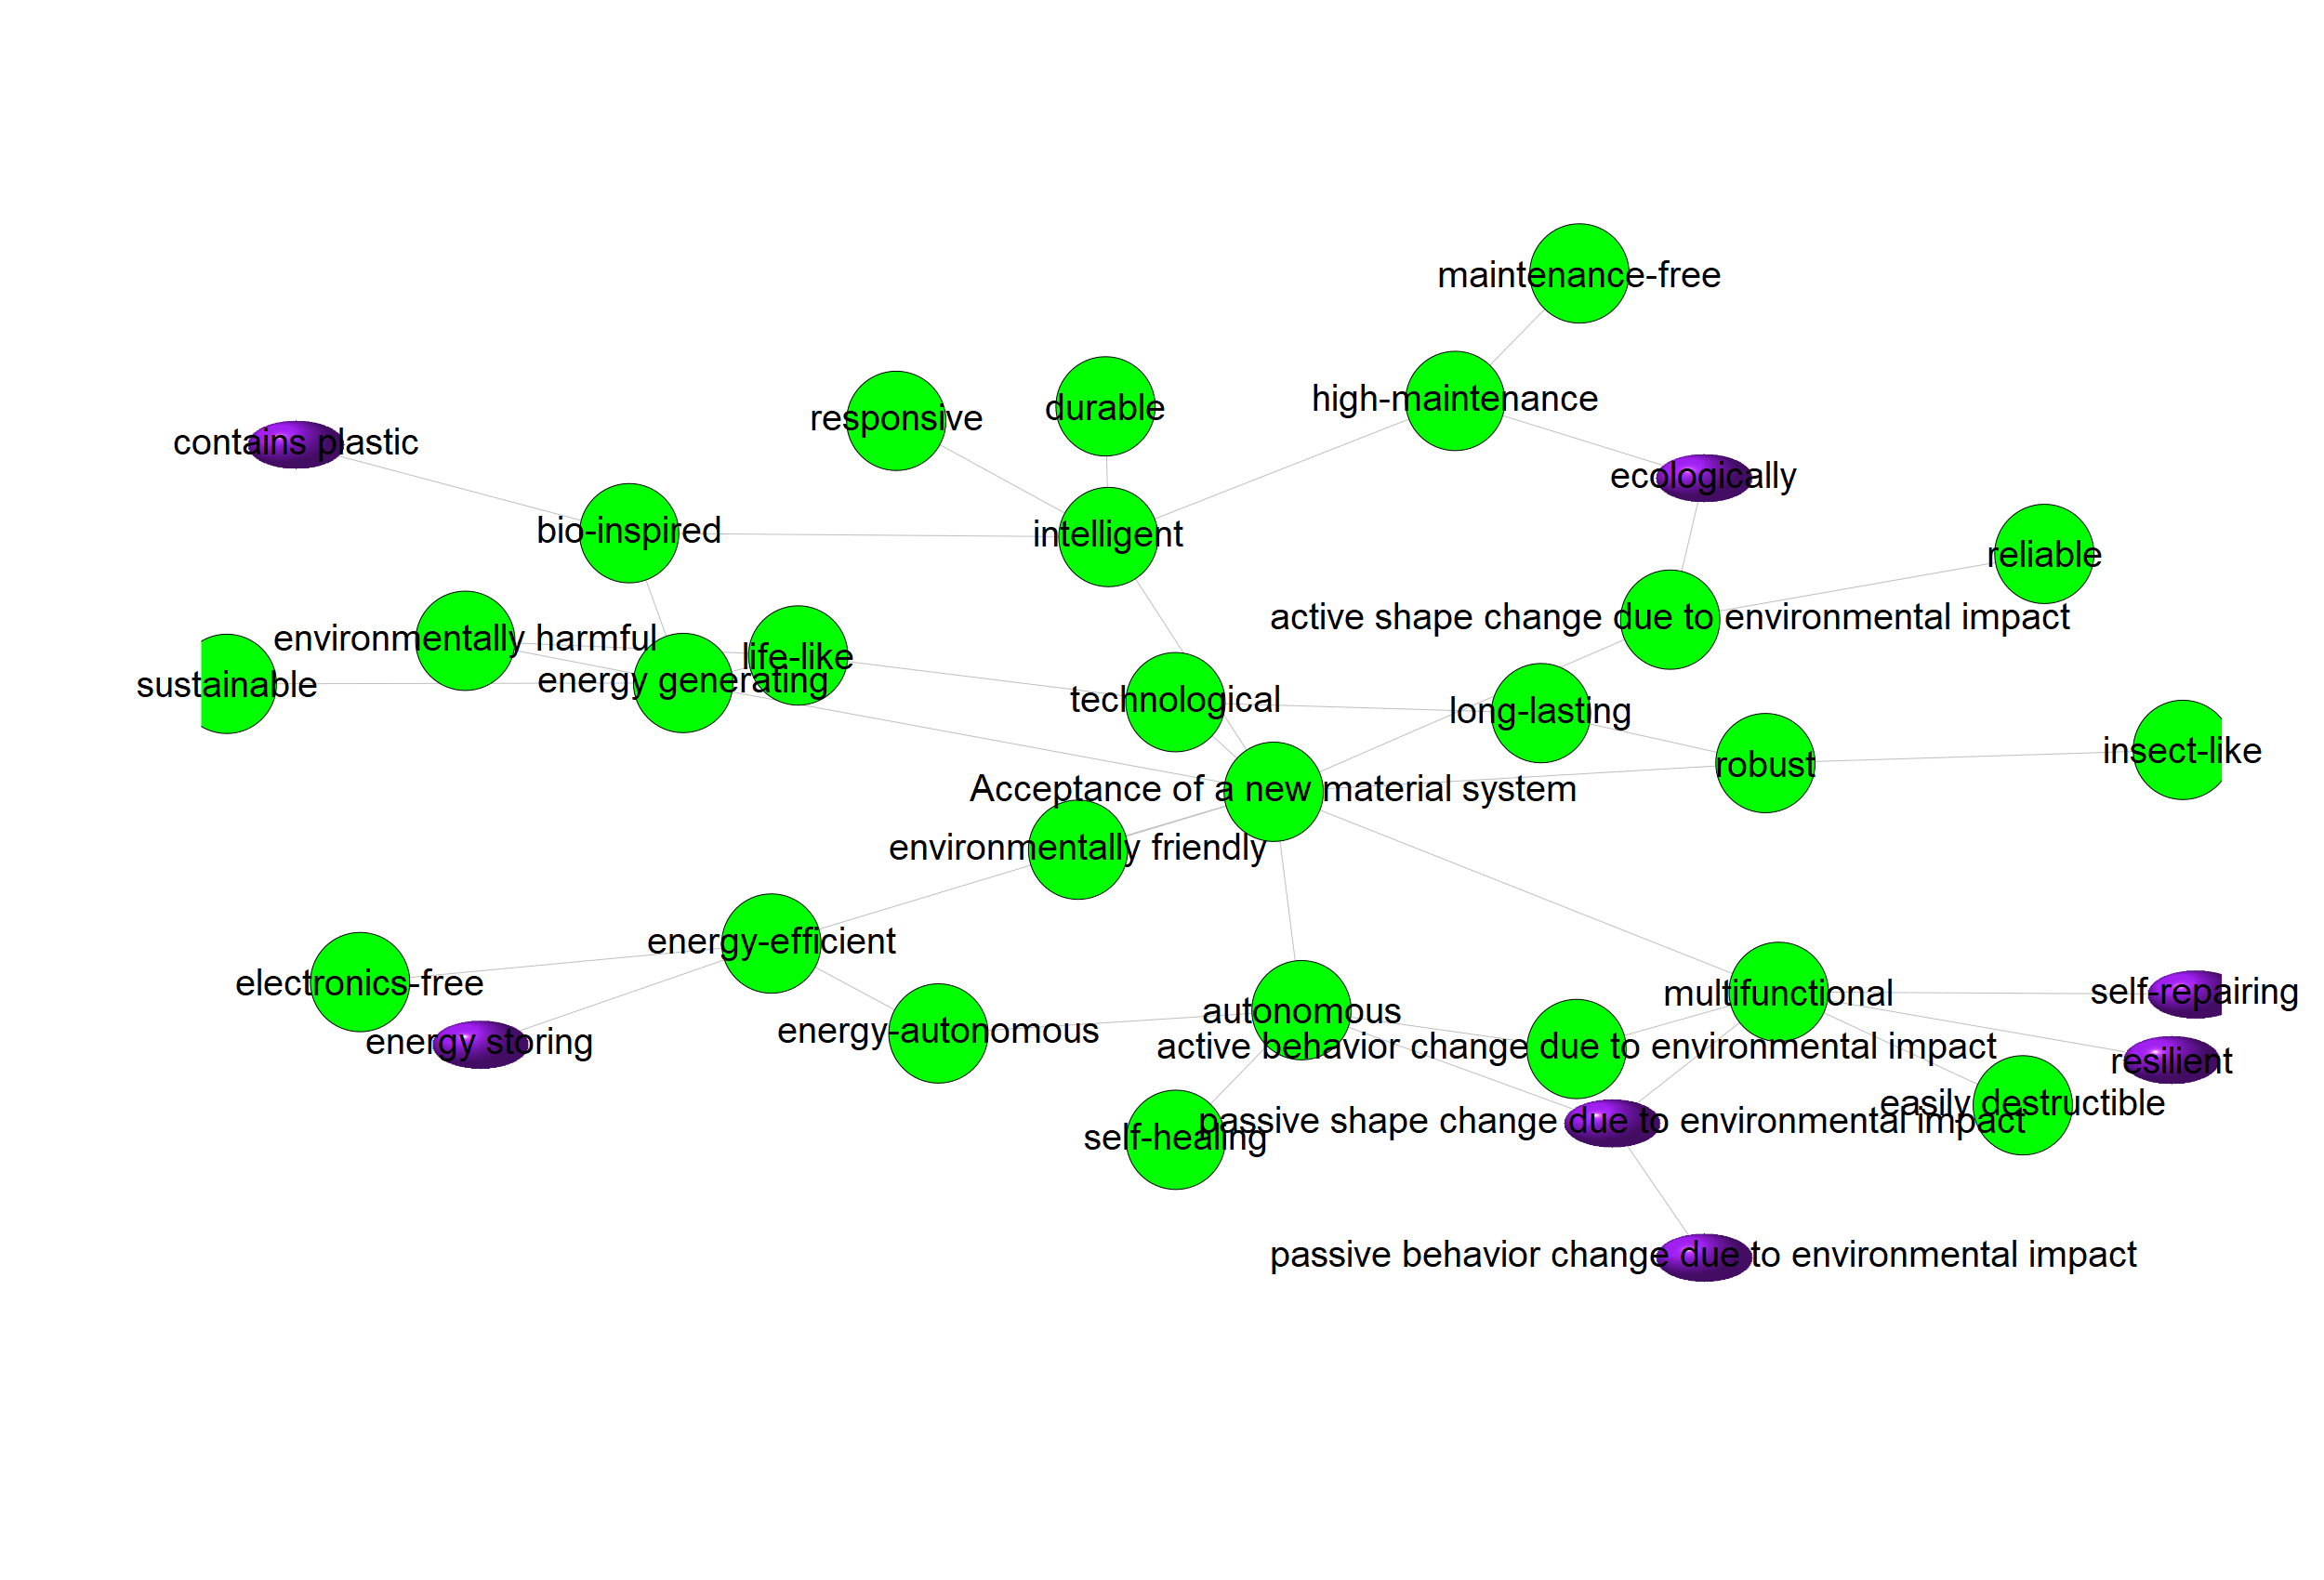 maintenance-free
high-maintenance
durable
responsive
contains plastic
ecologically
bio-inspired
intelligent
reliable
active shape change due to environmental impact
environmentally harmful
life-like
sustainable
energy generating
technological
long-lasting
insect-like
robust
Acceptance of a new material system
environmentally friendly
energy-efficient
electronics-free
self-repairing
multifunctional
autonomous
energy-autonomous
energy storing
active behavior change due to environmental impact
resilient
easily destructible
passive shape change due to environmental impact
self-healing
passive behavior change due to environmental impact